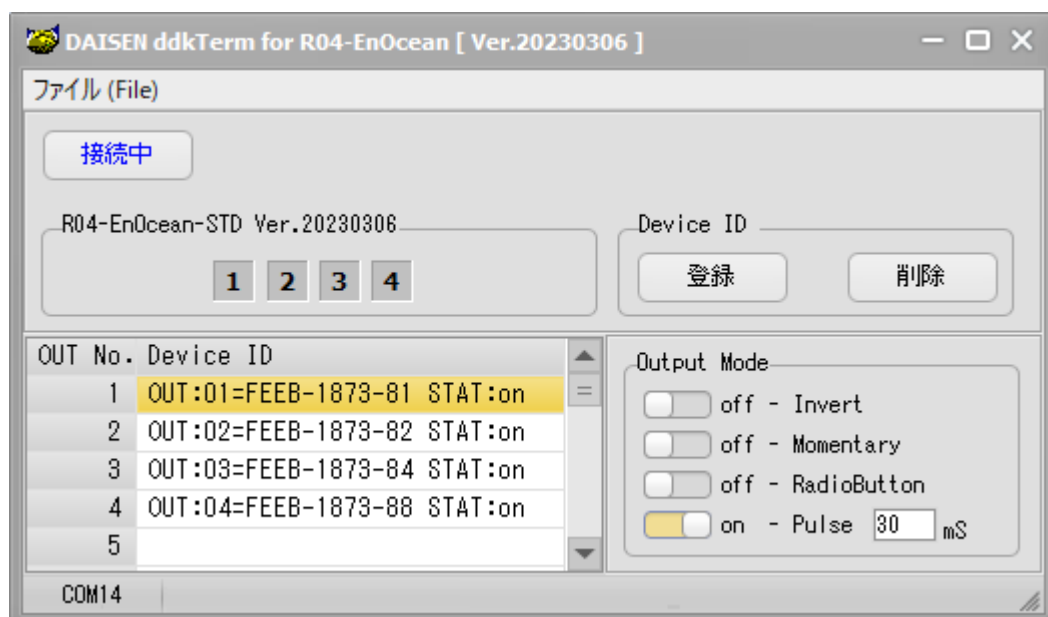 DAISEN ddkTerm for R04-EnOcean [ Ver.20230306 ]
ファイル (File)
接続中
R04-EnOcean-STD Ver.20230306
1 2 3 4
Device ID
登録 削除
OUT No. Device ID
1 OUT:01=FEEB-1873-81 STAT:on
2 OUT:02=FEEB-1873-82 STAT:on
3 OUT:03=FEEB-1873-84 STAT:on
4 OUT:04=FEEB-1873-88 STAT:on
5
Output Mode
off - Invert
off - Momentary
off - RadioButton
on - Pulse 30 mS
COM14